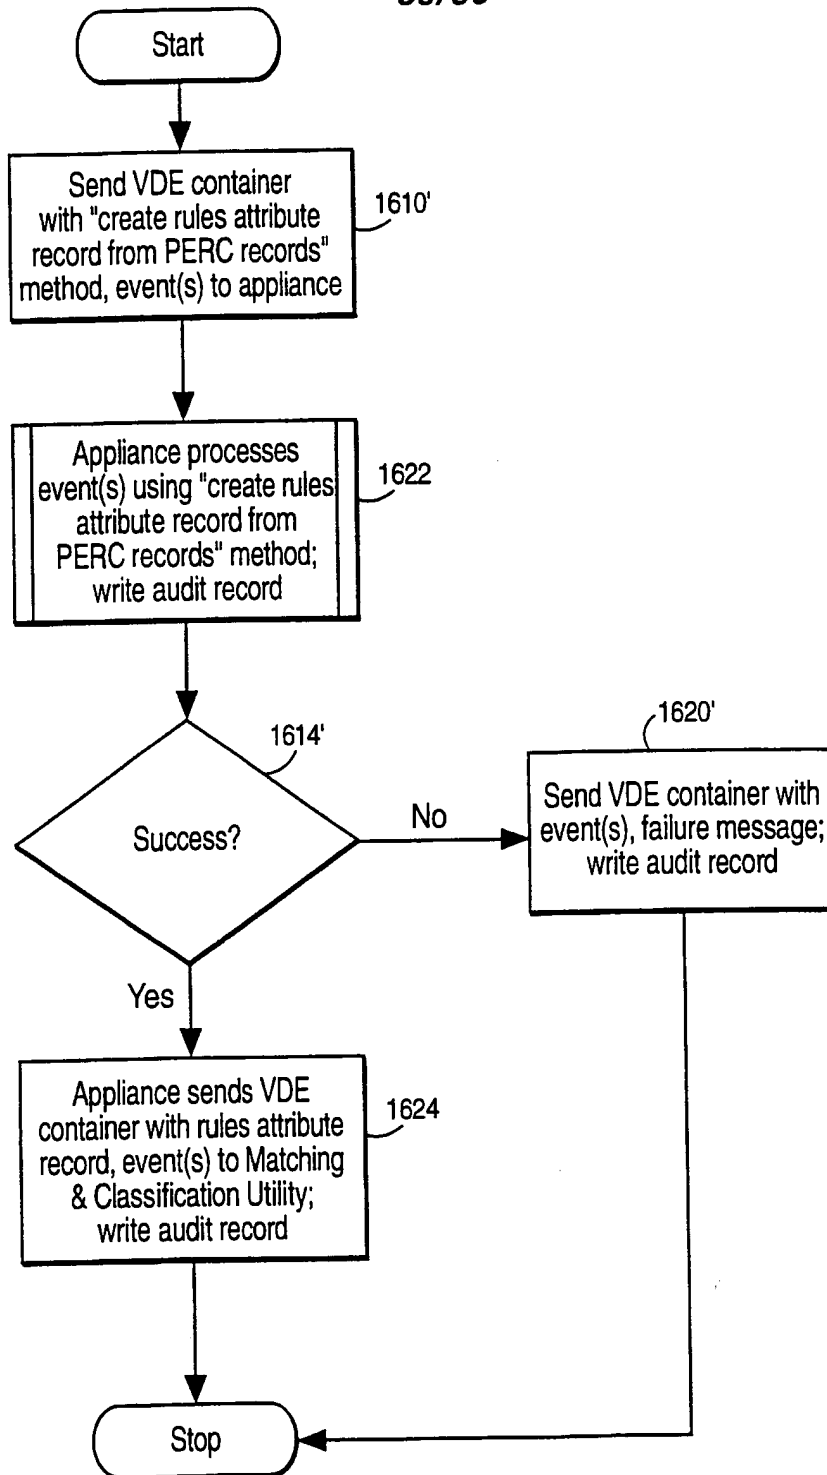 Start
Send VDE container
with "create rules attribute
record from PERC records"
method, event(s) to appliance
1610'
Appliance processes
event(s) using "create rules
attribute record from
PERC records" method;
write audit record
1622
1614'
Success?
No
1620'
Send VDE container with
event(s), failure message;
write audit record
Yes
Appliance sends VDE
container with rules attribute
record, event(s) to Matching
& Classification Utility;
write audit record
1624
Stop